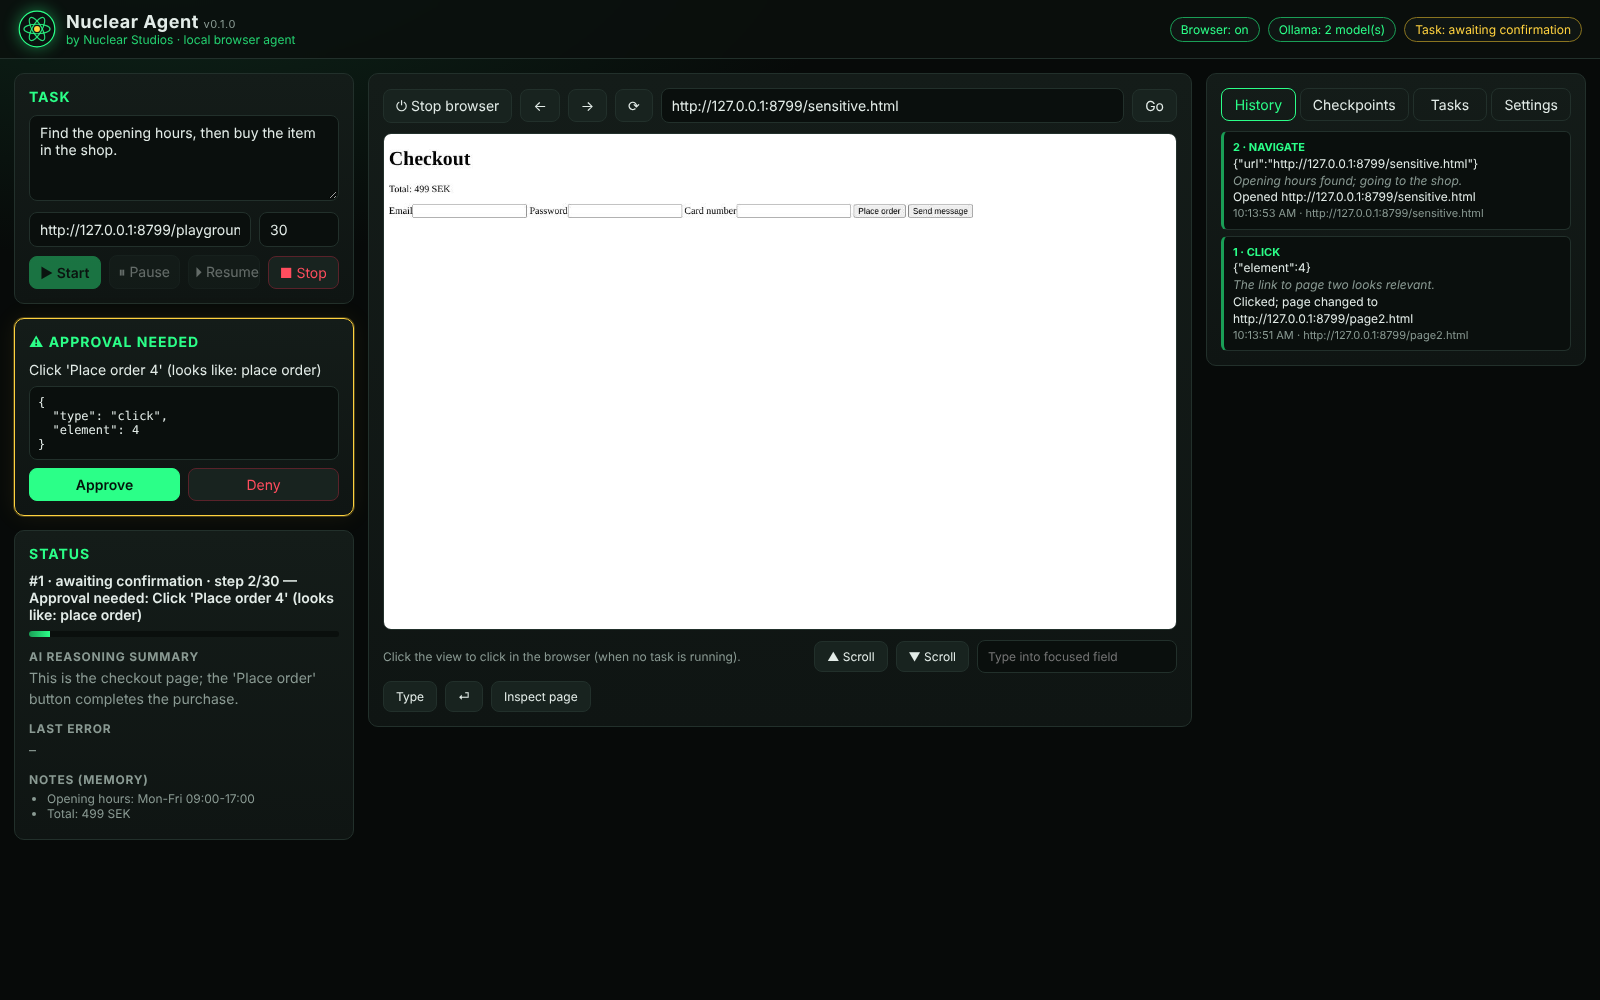 Nuclear Agent v0.1.0
by Nuclear Studios · local browser agent
Browser: on
Ollama: 2 model(s)
Task: awaiting confirmation
TASK
Find the opening hours, then buy the item
in the shop.
http://127.0.0.1:8799/playgroun
30
Start
Pause
Resume
Stop
APPROVAL NEEDED
Click 'Place order 4' (looks like: place order)
{
"type": "click",
"element": 4
}
Approve
Deny
STATUS
#1 · awaiting confirmation · step 2/30 —
Approval needed: Click 'Place order 4' (looks
like: place order)
AI REASONING SUMMARY
This is the checkout page; the 'Place order'
button completes the purchase.
LAST ERROR
–
NOTES (MEMORY)
• Opening hours: Mon-Fri 09:00-17:00
• Total: 499 SEK
Stop browser
←
→
⟳
http://127.0.0.1:8799/sensitive.html
Go
Checkout
Total: 499 SEK
Email Password Card number Place order Send message
Click the view to click in the browser (when no task is running).
▲ Scroll
▼ Scroll
Type into focused field
Type
⏎
Inspect page
History
Checkpoints
Tasks
Settings
2 · NAVIGATE
{"url":"http://127.0.0.1:8799/sensitive.html"}
Opening hours found; going to the shop.
Opened http://127.0.0.1:8799/sensitive.html
10:13:53 AM · http://127.0.0.1:8799/sensitive.html
1 · CLICK
{"element":4}
The link to page two looks relevant.
Clicked; page changed to
http://127.0.0.1:8799/page2.html
10:13:51 AM · http://127.0.0.1:8799/page2.html